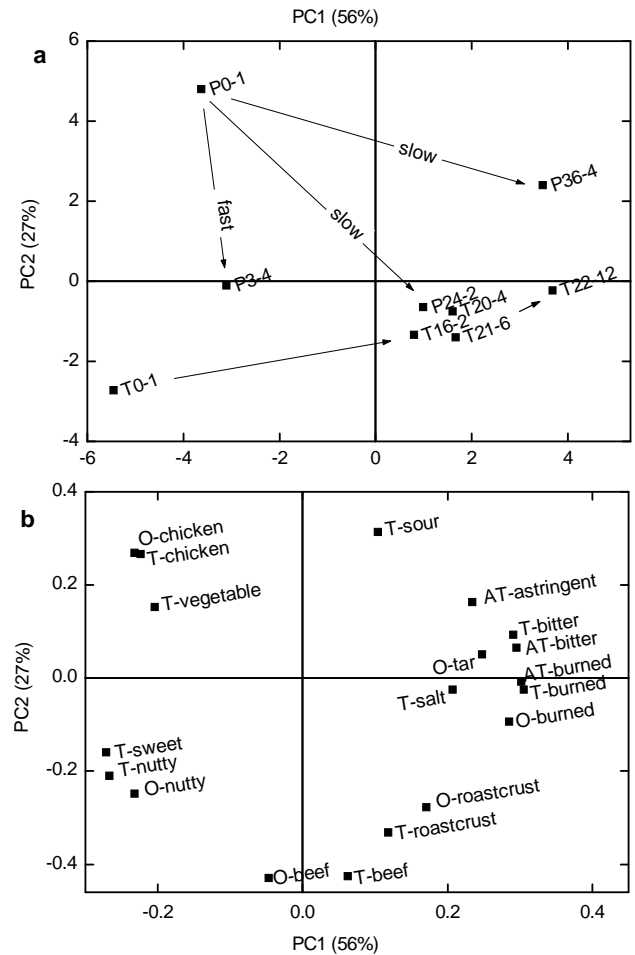 PC1 (56%)
a
6
4
2
0
-2
-4
PC2 (27%)
P0-1
slow
P36-4
fast
slow
P3-4
T22-12
P24-2
T20-4
T16-2
T21-6
T0-1
-6 -4 -2 0 2 4
b
0.4
0.2
0.0
-0.2
-0.4
PC2 (27%)
O-chicken
T-chicken
T-sour
T-vegetable
AT-astringent
T-bitter
AT-bitter
O-tar
AT-burned
T-burned
T-salt
O-burned
T-sweet
T-nutty
O-nutty
O-roastcrust
T-roastcrust
O-beef
T-beef
-0.2 0.0 0.2 0.4
PC1 (56%)